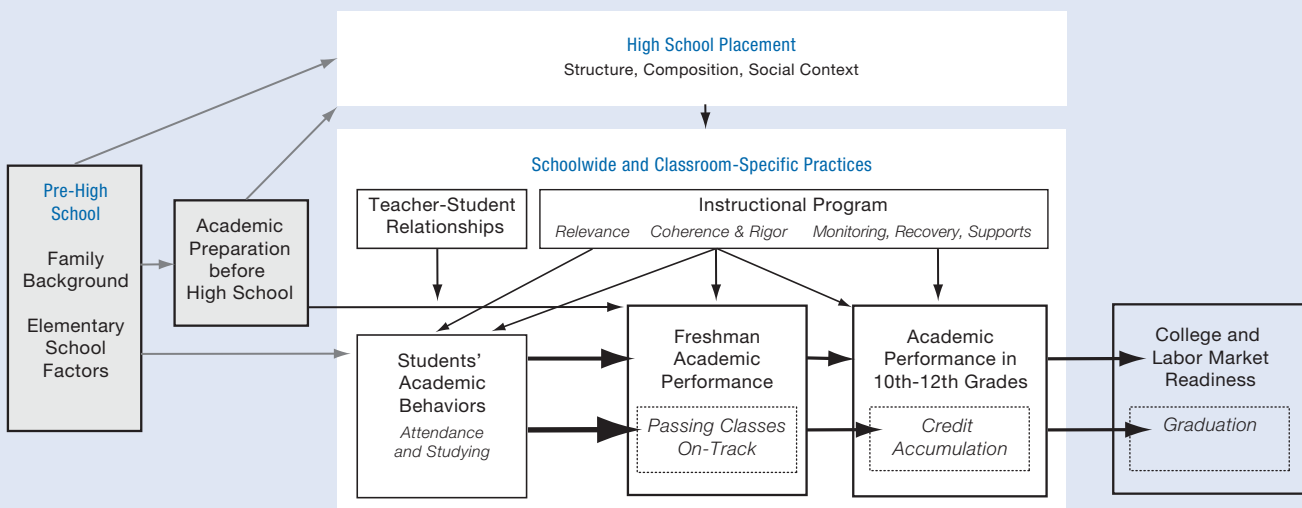 High School Placement
Structure, Composition, Social Context
Schoolwide and Classroom-Specific Practices
Pre-High
School
Family
Background
Elementary
School
Factors
Academic
Preparation
before
High School
Teacher-Student
Relationships
Instructional Program
Relevance
Coherence & Rigor
Monitoring, Recovery, Supports
Students’
Academic
Behaviors
Attendance
and Studying
Freshman
Academic
Performance
Passing Classes
On-Track
Academic
Performance in
10th-12th Grades
Credit
Accumulation
College and
Labor Market
Readiness
Graduation